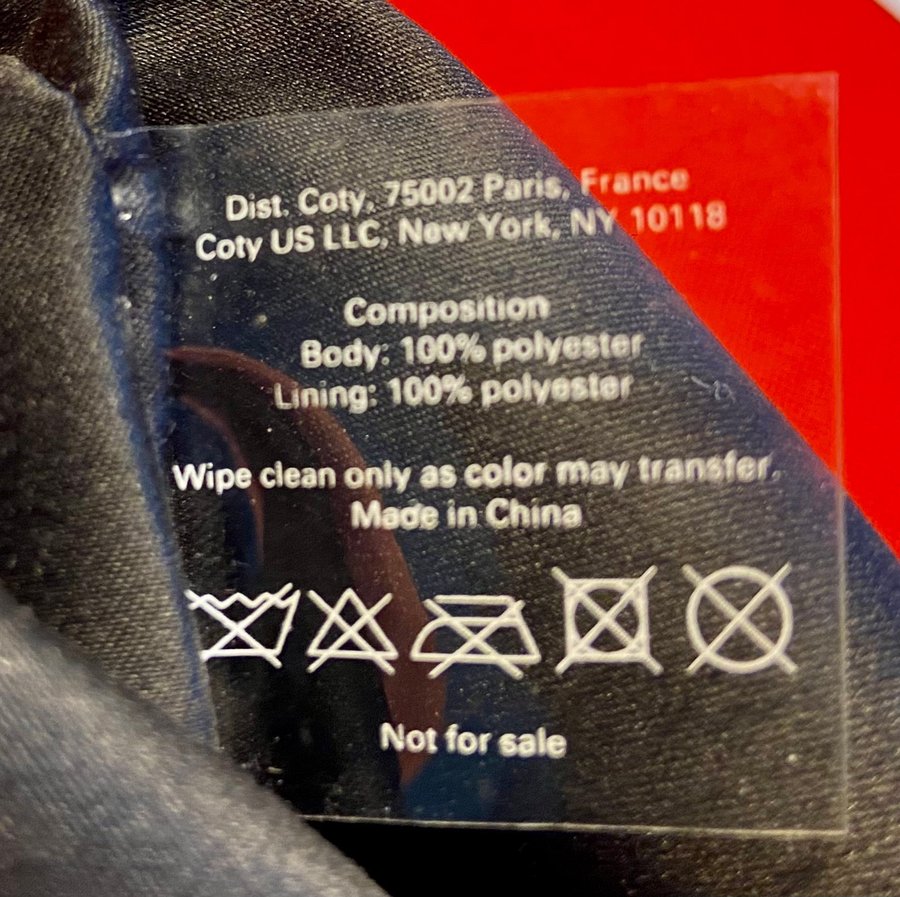 Dist. Coty, 75002 Paris, France
Coty US LLC, New York, NY 10118
Composition
Body: 100% polyester
Lining: 100% polyester
Wipe clean only as color may transfer.
Made in China
Not for sale